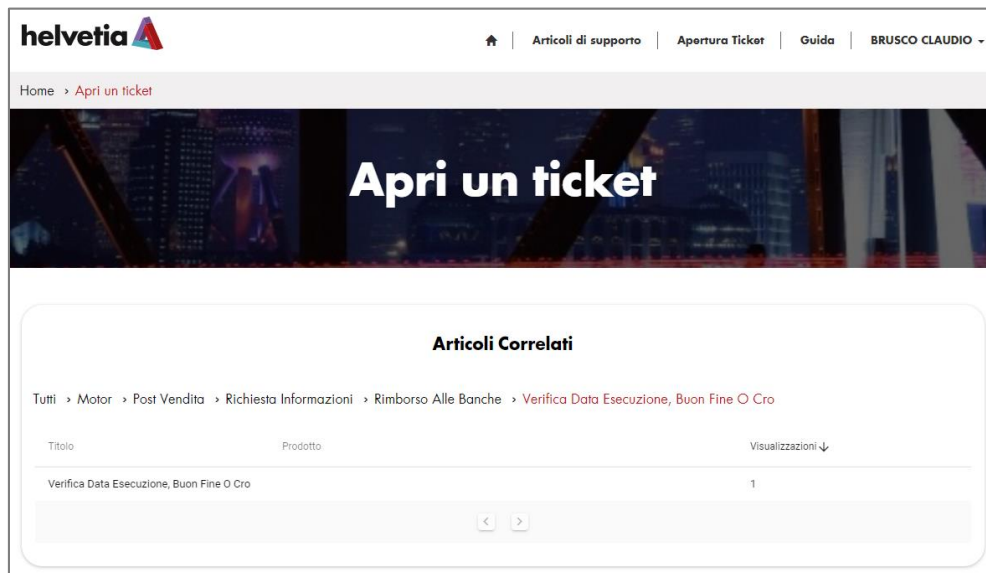 helvetia
Articoli di supporto | Apertura Ticket | Guida | BRUSCO CLAUDIO
Home › Apri un ticket
Apri un ticket
Articoli Correlati
Tutti › Motor › Post Vendita › Richiesta Informazioni › Rimborso Alle Banche › Verifica Data Esecuzione, Buon Fine O Cro
Titolo Prodotto Visualizzazioni
Verifica Data Esecuzione, Buon Fine O Cro 1